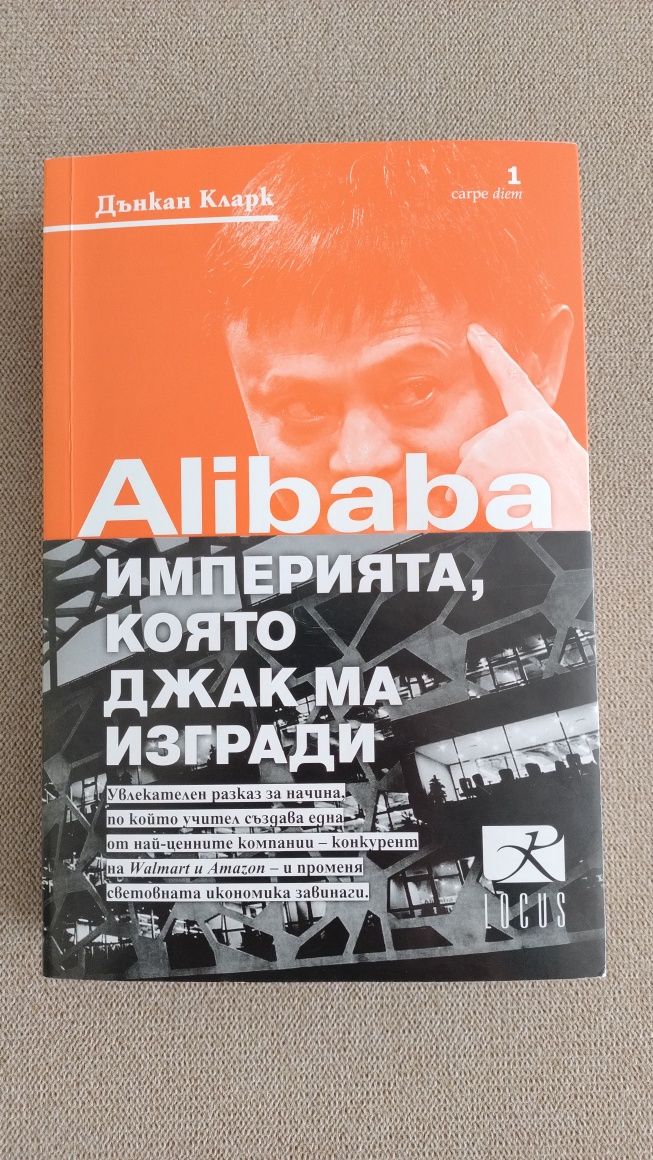 Дънкан Кларк
1
carpe diem
Alibaba
ИМПЕРИЯТА,
КОЯТО
ДЖАК МА
ИЗГРАДИ
Увлекателен разказ за начина,
по който учител създава една
от най-ценните компании – конкурент
на Walmart и Amazon – и променя
световната икономика завинаги.
LOCUS